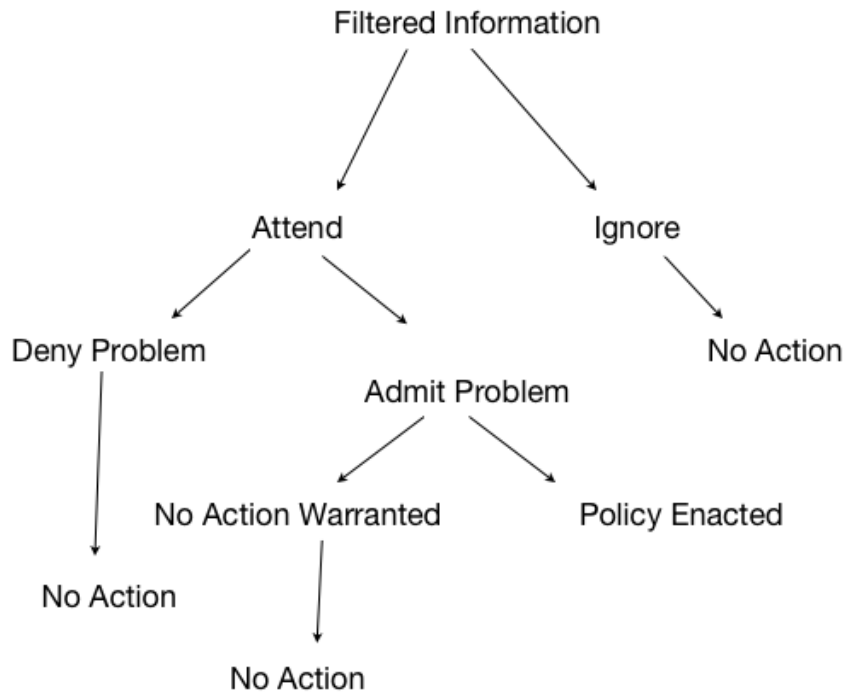 Filtered Information
Attend
Ignore
Deny Problem
No Action
Admit Problem
No Action Warranted
Policy Enacted
No Action
No Action